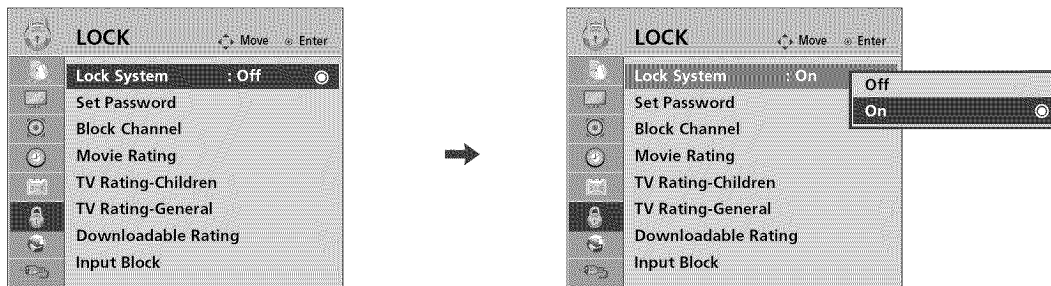 LOCK Move Enter
Lock System : Off
Set Password
Block Channel
Movie Rating
TV Rating-Children
TV Rating-General
Downloadable Rating
Input Block
LOCK Move Enter
Lock System : On
Set Password
Block Channel
Movie Rating
TV Rating-Children
TV Rating-General
Downloadable Rating
Input Block
Off
On